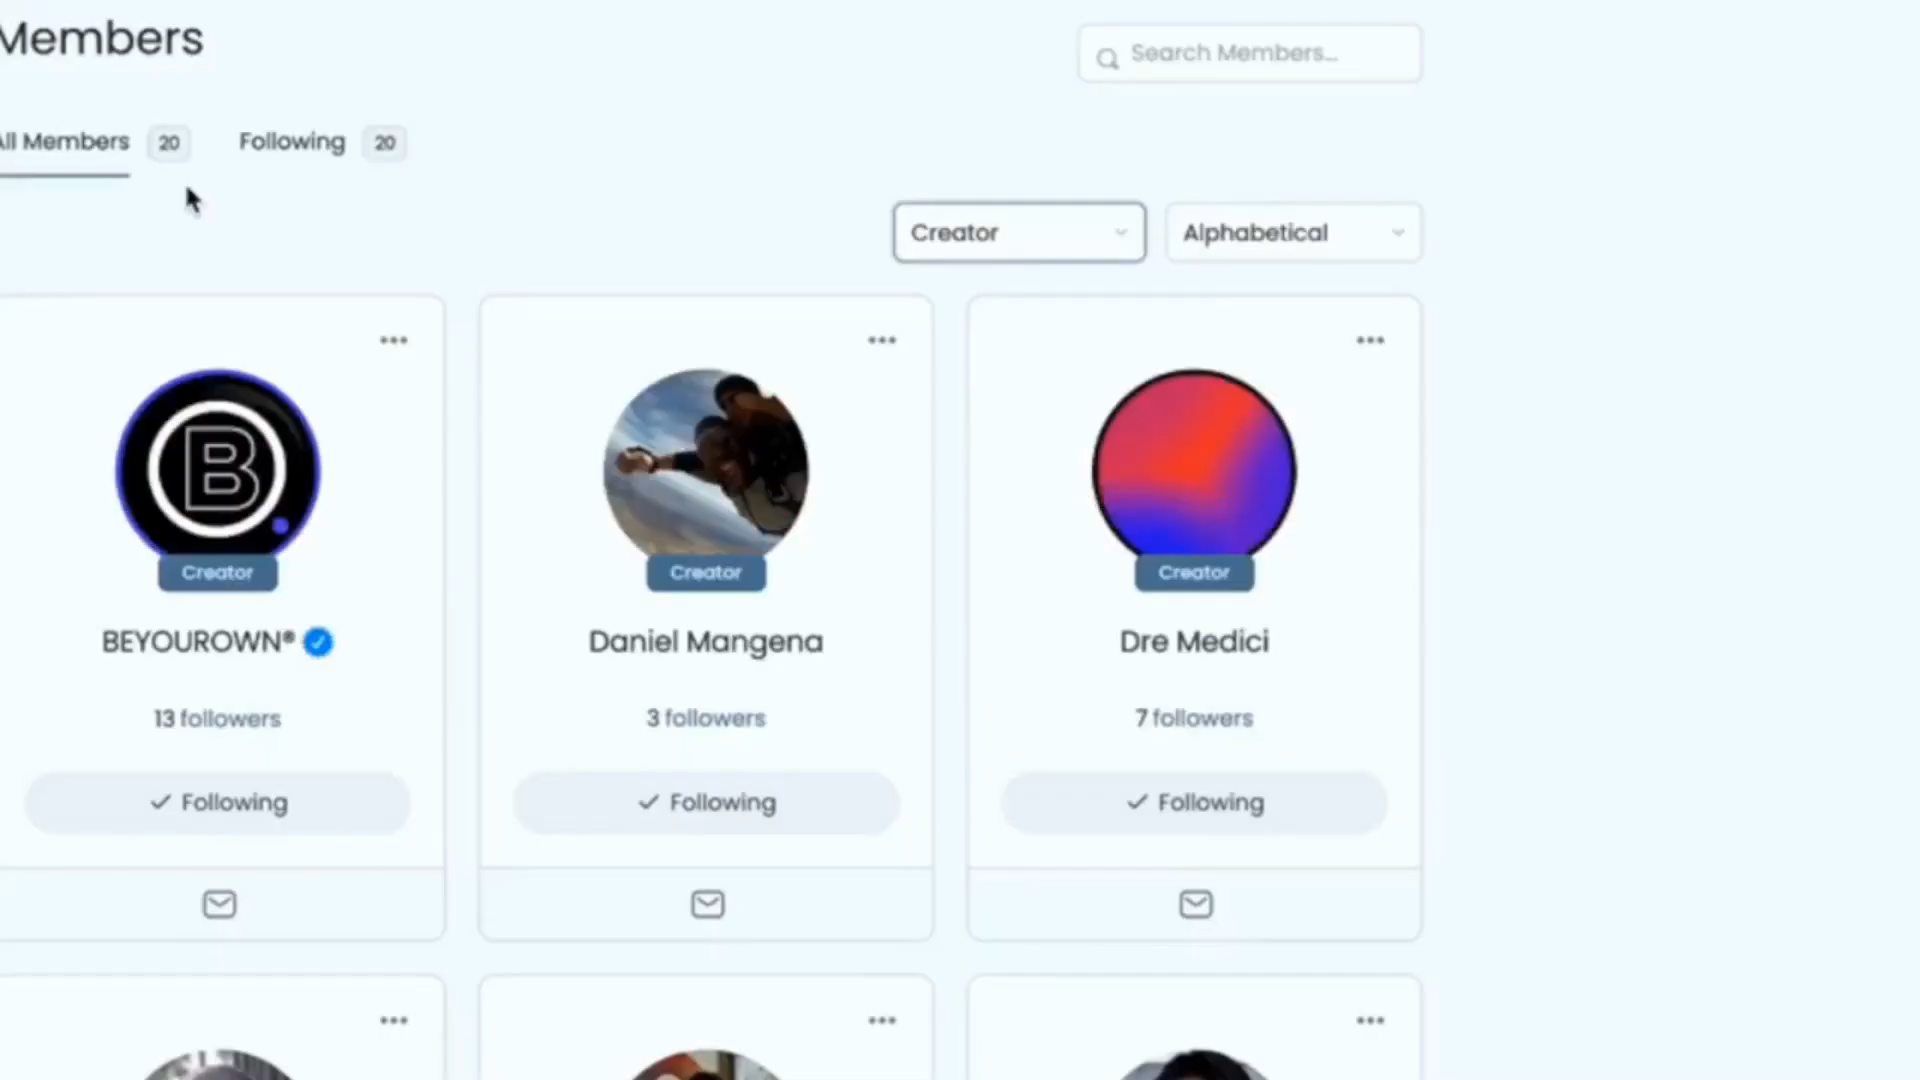 Members
Search Members...
All Members 20 Following 20
Creator Alphabetical
B
Creator Creator Creator
BEYOUROWN® Daniel Mangena Dre Medici
13 followers 3 followers 7 followers
Following Following Following